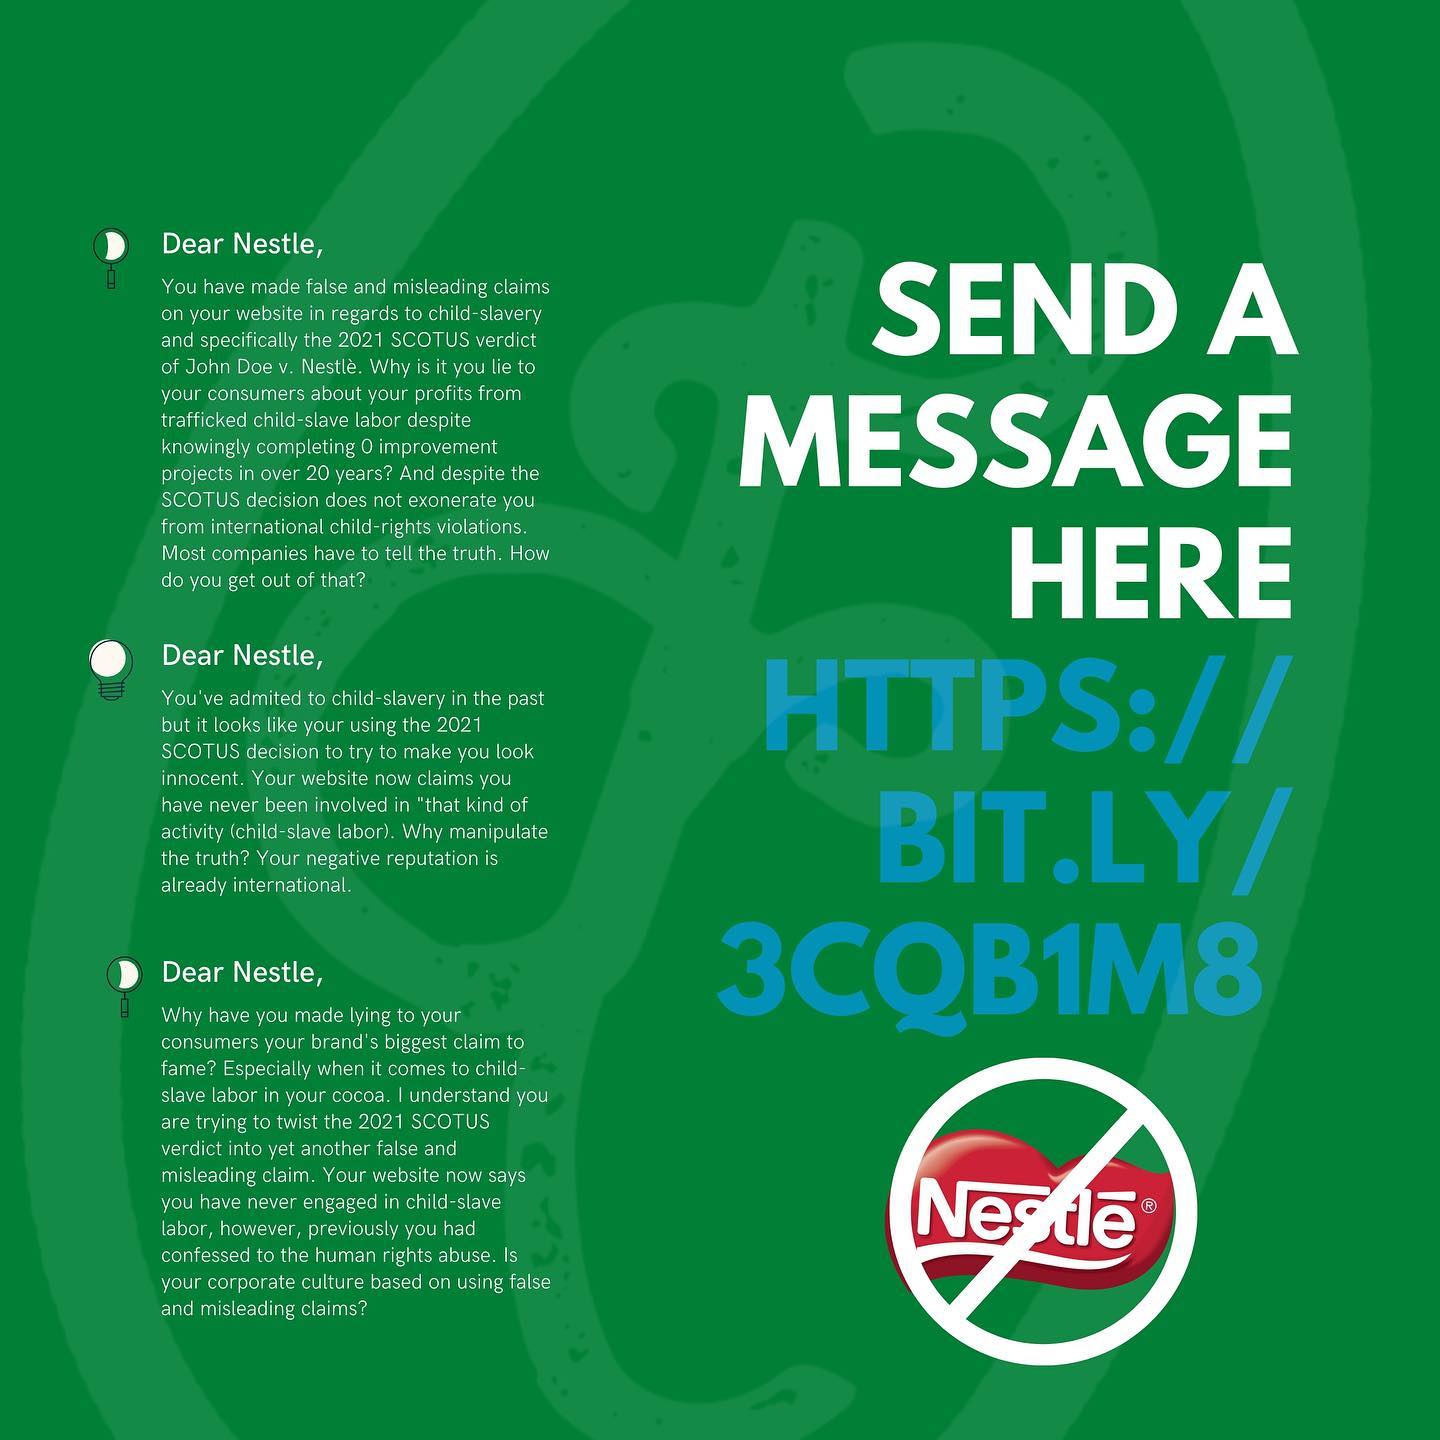 Dear Nestle,
You have made false and misleading claims
on your website in regards to child-slavery
and specifically the 2021 SCOTUS verdict
of John Doe v. Nestlè. Why is it you lie to
your consumers about your profits from
trafficked child-slave labor despite
knowingly completing 0 improvement
projects in over 20 years? And despite the
SCOTUS decision does not exonerate you
from international child-rights violations.
Most companies have to tell the truth. How
do you get out of that?
Dear Nestle,
You've admited to child-slavery in the past
but it looks like your using the 2021
SCOTUS decision to try to make you look
innocent. Your website now claims you
have never been involved in "that kind of
activity (child-slave labor). Why manipulate
the truth? Your negative reputation is
already international.
Dear Nestle,
Why have you made lying to your
consumers your brand's biggest claim to
fame? Especially when it comes to child-
slave labor in your cocoa. I understand you
are trying to twist the 2021 SCOTUS
verdict into yet another false and
misleading claim. Your website now says
you have never engaged in child-slave
labor, however, previously you had
confessed to the human rights abuse. Is
your corporate culture based on using false
and misleading claims?
SEND A
MESSAGE
HERE
HTTPS://
BIT.LY/
3CQB1M8
Nestlē®